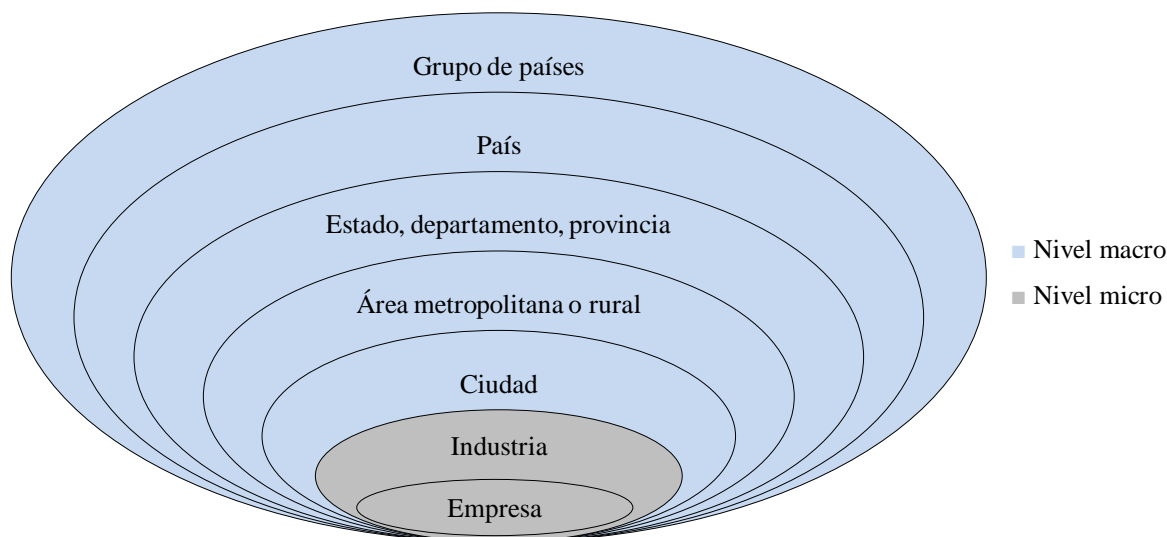 Grupo de países
País
Estado, departamento, provincia
Área metropolitana o rural
Ciudad
Industria
Empresa
Nivel macro
Nivel micro